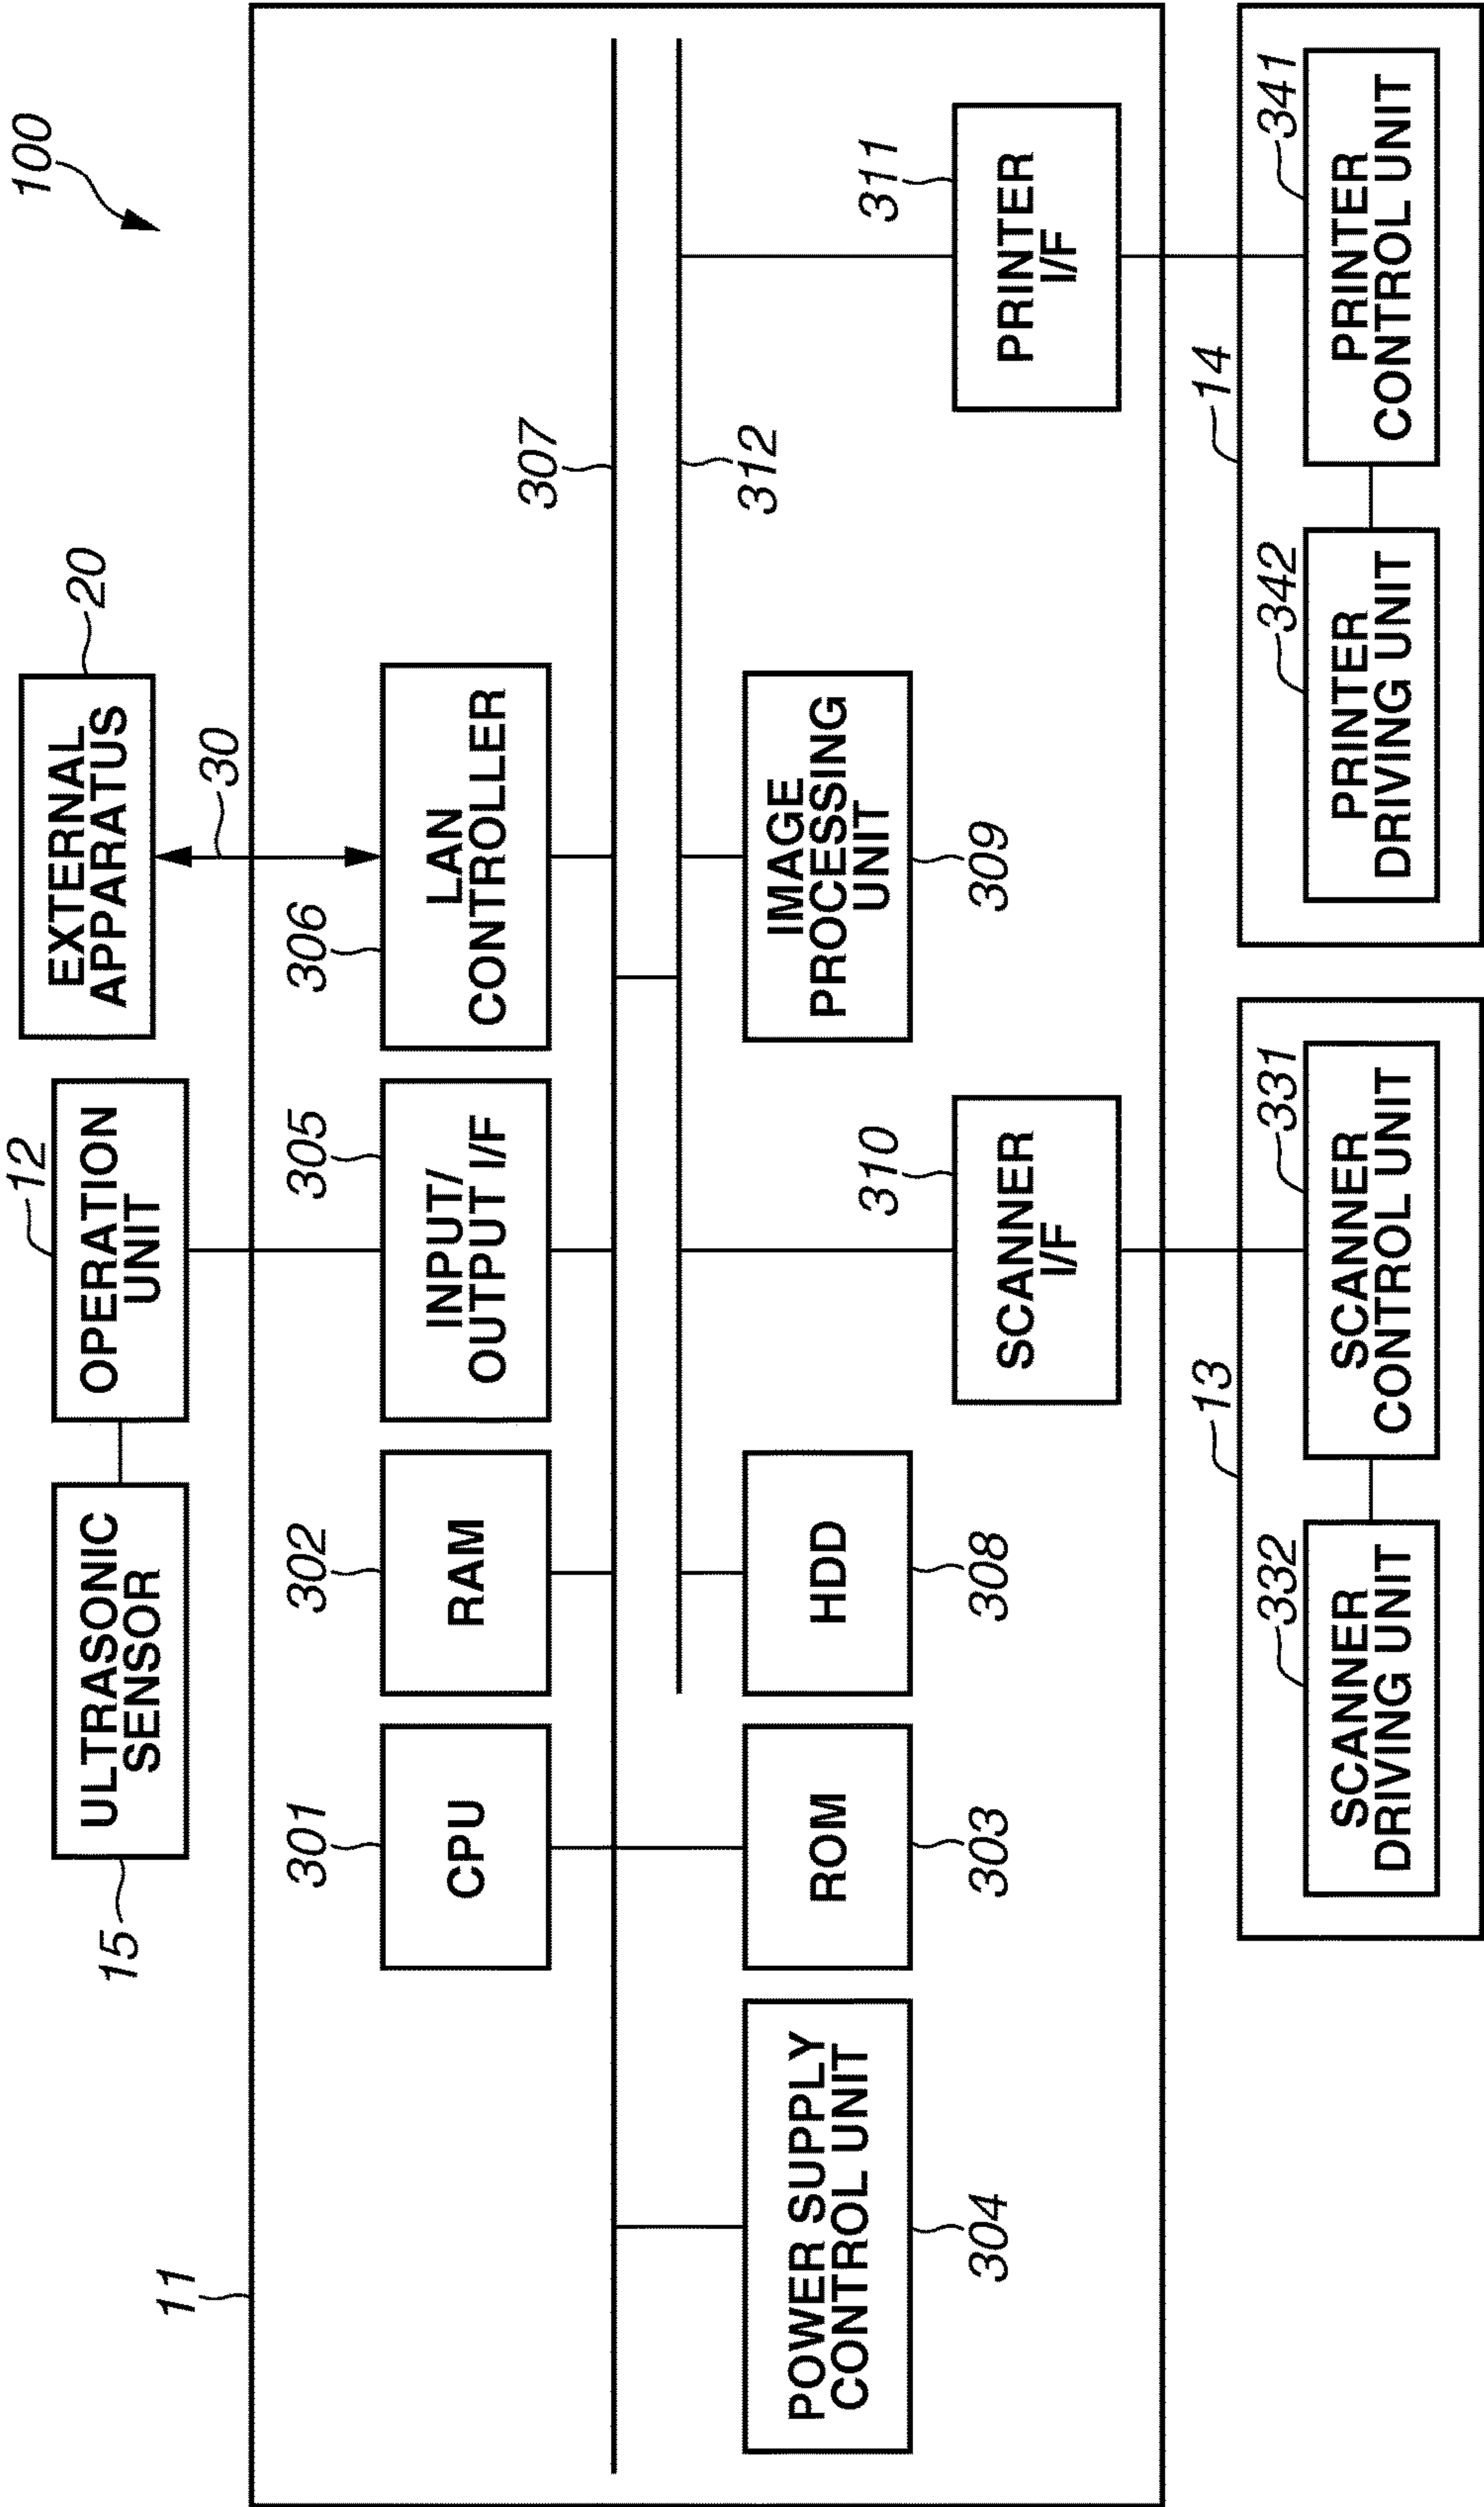 100
15
ULTRASONIC
SENSOR
12
OPERATION
UNIT
EXTERNAL
APPARATUS
20
30
11
301
CPU
302
RAM
305
INPUT/
OUTPUT I/F
306
LAN
CONTROLLER
307
312
POWER SUPPLY
CONTROL UNIT
304
ROM
303
HDD
308
IMAGE
PROCESSING
UNIT
309
310
SCANNER
I/F
311
PRINTER
I/F
13
332
SCANNER
DRIVING UNIT
331
SCANNER
CONTROL UNIT
14
342
PRINTER
DRIVING UNIT
341
PRINTER
CONTROL UNIT